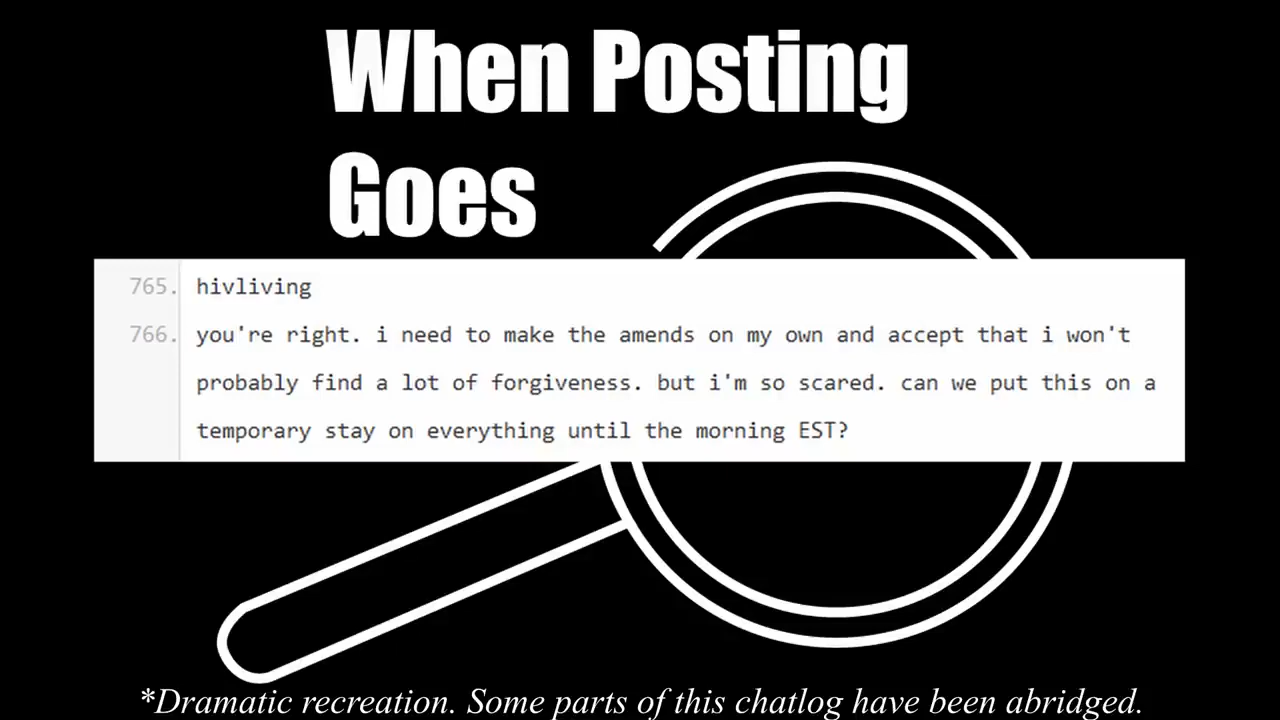 When Posting
Goes
765. hivliving
766. you're right. i need to make the amends on my own and accept that i won't
probably find a lot of forgiveness. but i'm so scared. can we put this on a
temporary stay on everything until the morning EST?
*Dramatic recreation. Some parts of this chatlog have been abridged.